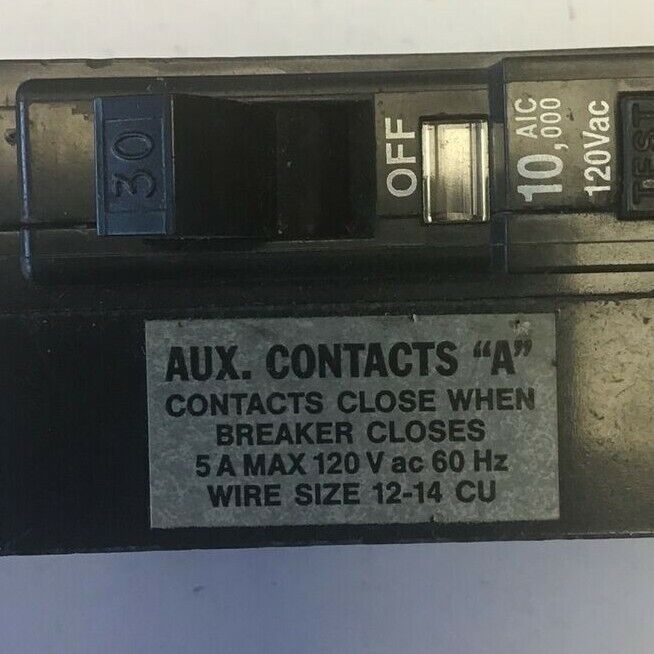 30
OFF
10,000 AIC
120Vac
TEST
AUX. CONTACTS "A"
CONTACTS CLOSE WHEN
BREAKER CLOSES
5 A MAX 120 V ac 60 Hz
WIRE SIZE 12-14 CU